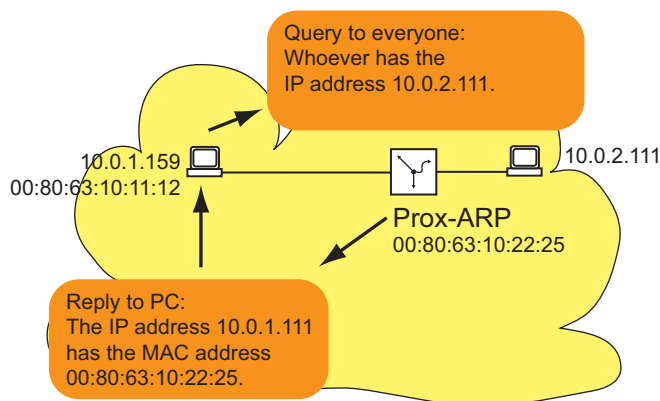 Query to everyone:
Whoever has the
IP address 10.0.2.111.
10.0.1.159
00:80:63:10:11:12
10.0.2.111
Prox-ARP
00:80:63:10:22:25
Reply to PC:
The IP address 10.0.1.111
has the MAC address
00:80:63:10:22:25.